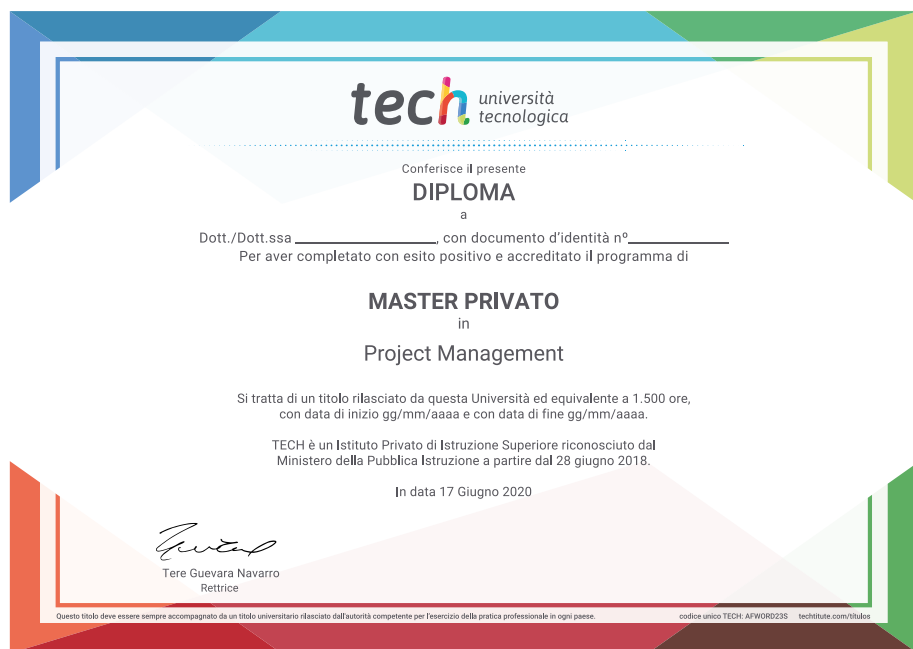 tech università
tecnologica
Conferisce il presente
DIPLOMA
a
Dott./Dott.ssa ________________, con documento d'identità nº____________
Per aver completato con esito positivo e accreditato il programma di
MASTER PRIVATO
in
Project Management
Si tratta di un titolo rilasciato da questa Università ed equivalente a 1.500 ore,
con data di inizio gg/mm/aaaa e con data di fine gg/mm/aaaa.
TECH è un Istituto Privato di Istruzione Superiore riconosciuto dal
Ministero della Pubblica Istruzione a partire dal 28 giugno 2018.
In data 17 Giugno 2020
Tere Guevara Navarro
Rettrice
Questo titolo deve essere sempre accompagnato da un titolo universitario rilasciato dall'autorità competente per l'esercizio della pratica professionale in ogni paese. codice unico TECH: AFWORD23S techtitute.com/titulos